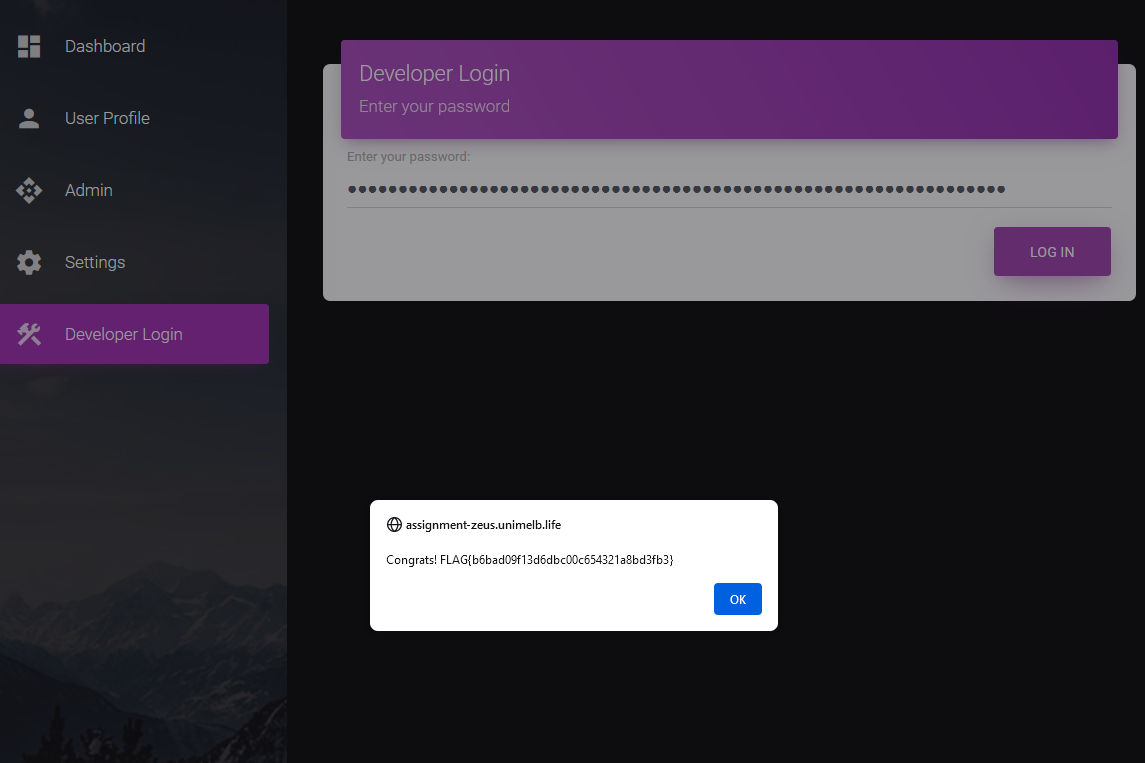 Dashboard
User Profile
Admin
Settings
Developer Login
Developer Login
Enter your password
Enter your password:
LOG IN
assignment-zeus.unimelb.life
Congrats! FLAG{b6bad09f13d6dbc00c654321a8bd3fb3}
OK